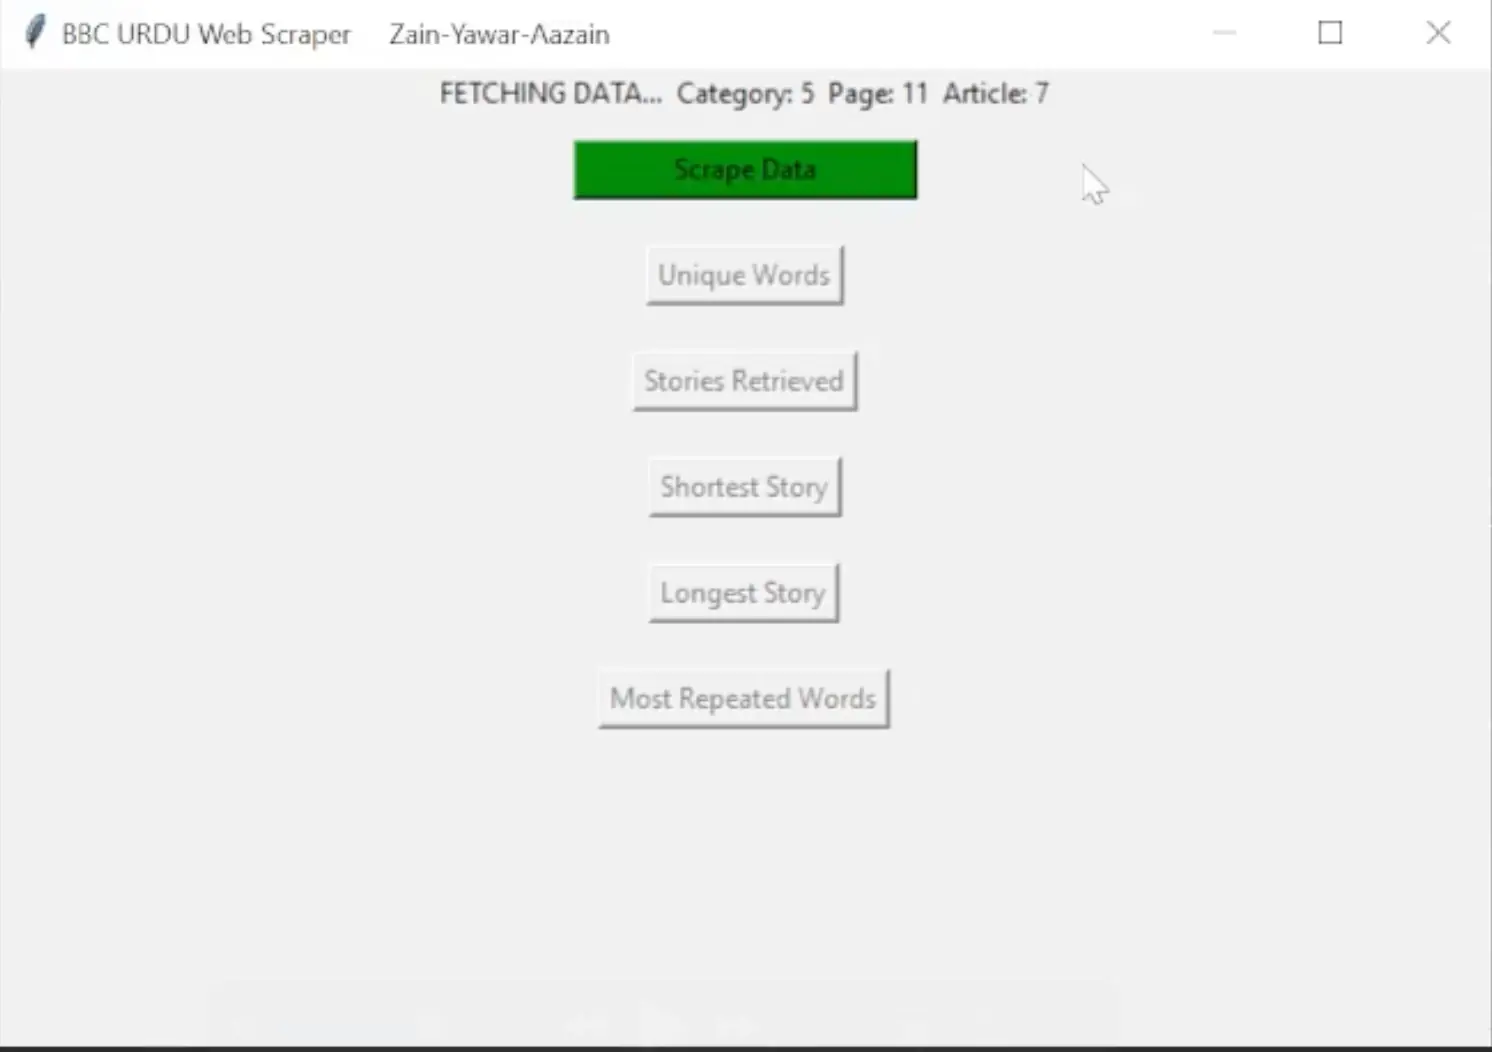 BBC URDU Web Scraper Zain-Yawar-Aazain
FETCHING DATA... Category: 5 Page: 11 Article: 7
Scrape Data
Unique Words
Stories Retrieved
Shortest Story
Longest Story
Most Repeated Words